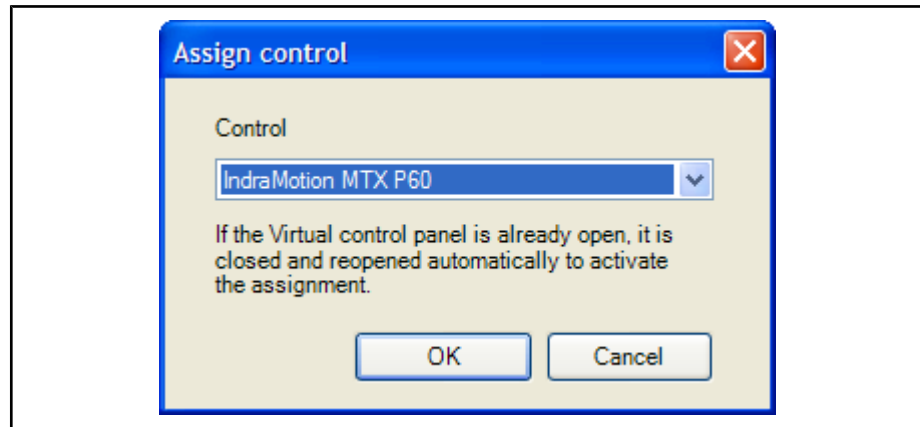 Assign control
Control
IndraMotion MTX P60
If the Virtual control panel is already open, it is
closed and reopened automatically to activate
the assignment.
OK
Cancel